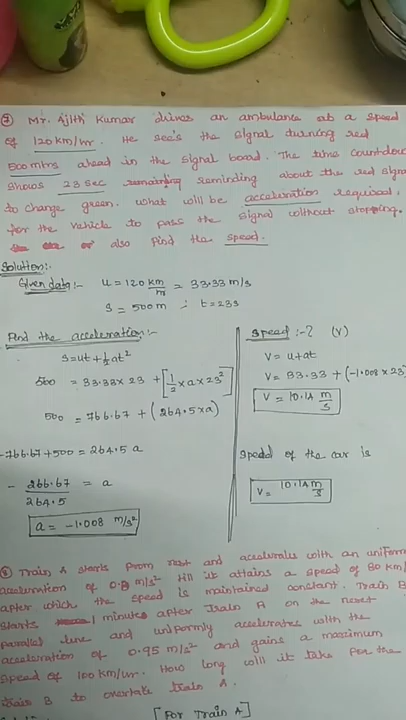 ② Mr. Ajith Kumar drives an ambulance at a speed
of 120 km/hr. He see's the signal turning red
500 mtrs ahead in the signal board. The time countdown
shows 23 sec remaining reminding about the red signal
to change green. What will be acceleration required,
for the vehicle to pass the signal without stopping.
also find the speed.
Solution:-
Given data:- u = 120 km/m = 33.33 m/s
S = 500 m ; t = 23s
Find the acceleration:-
S = ut + 1/2 at²
500 = 33.33 x 23 + [1/2 x a x 23²]
500 = 766.67 + (264.5 x a)
-766.67 + 500 = 264.5 a
- 266.67 / 264.5 = a
a = -1.008 m/s²
Speed :- ? (v)
V = u + at
V = 33.33 + (-1.008 x 23)
V = 10.14 m/s
Speed of the car is
V = 10.14 m/s
Train A starts from rest and accelerates with an uniform
acceleration of 0.8 m/s² till it attains a speed of 80 km/
after which the speed is maintained constant. Train B
starts 1 minutes after Train A on the next
parallel line and uniformly accelerates with the
acceleration of 0.95 m/s² and gains a maximum
speed of 100 km/hr. How long will it take for the
train B to overtake train A.
[For Train A]